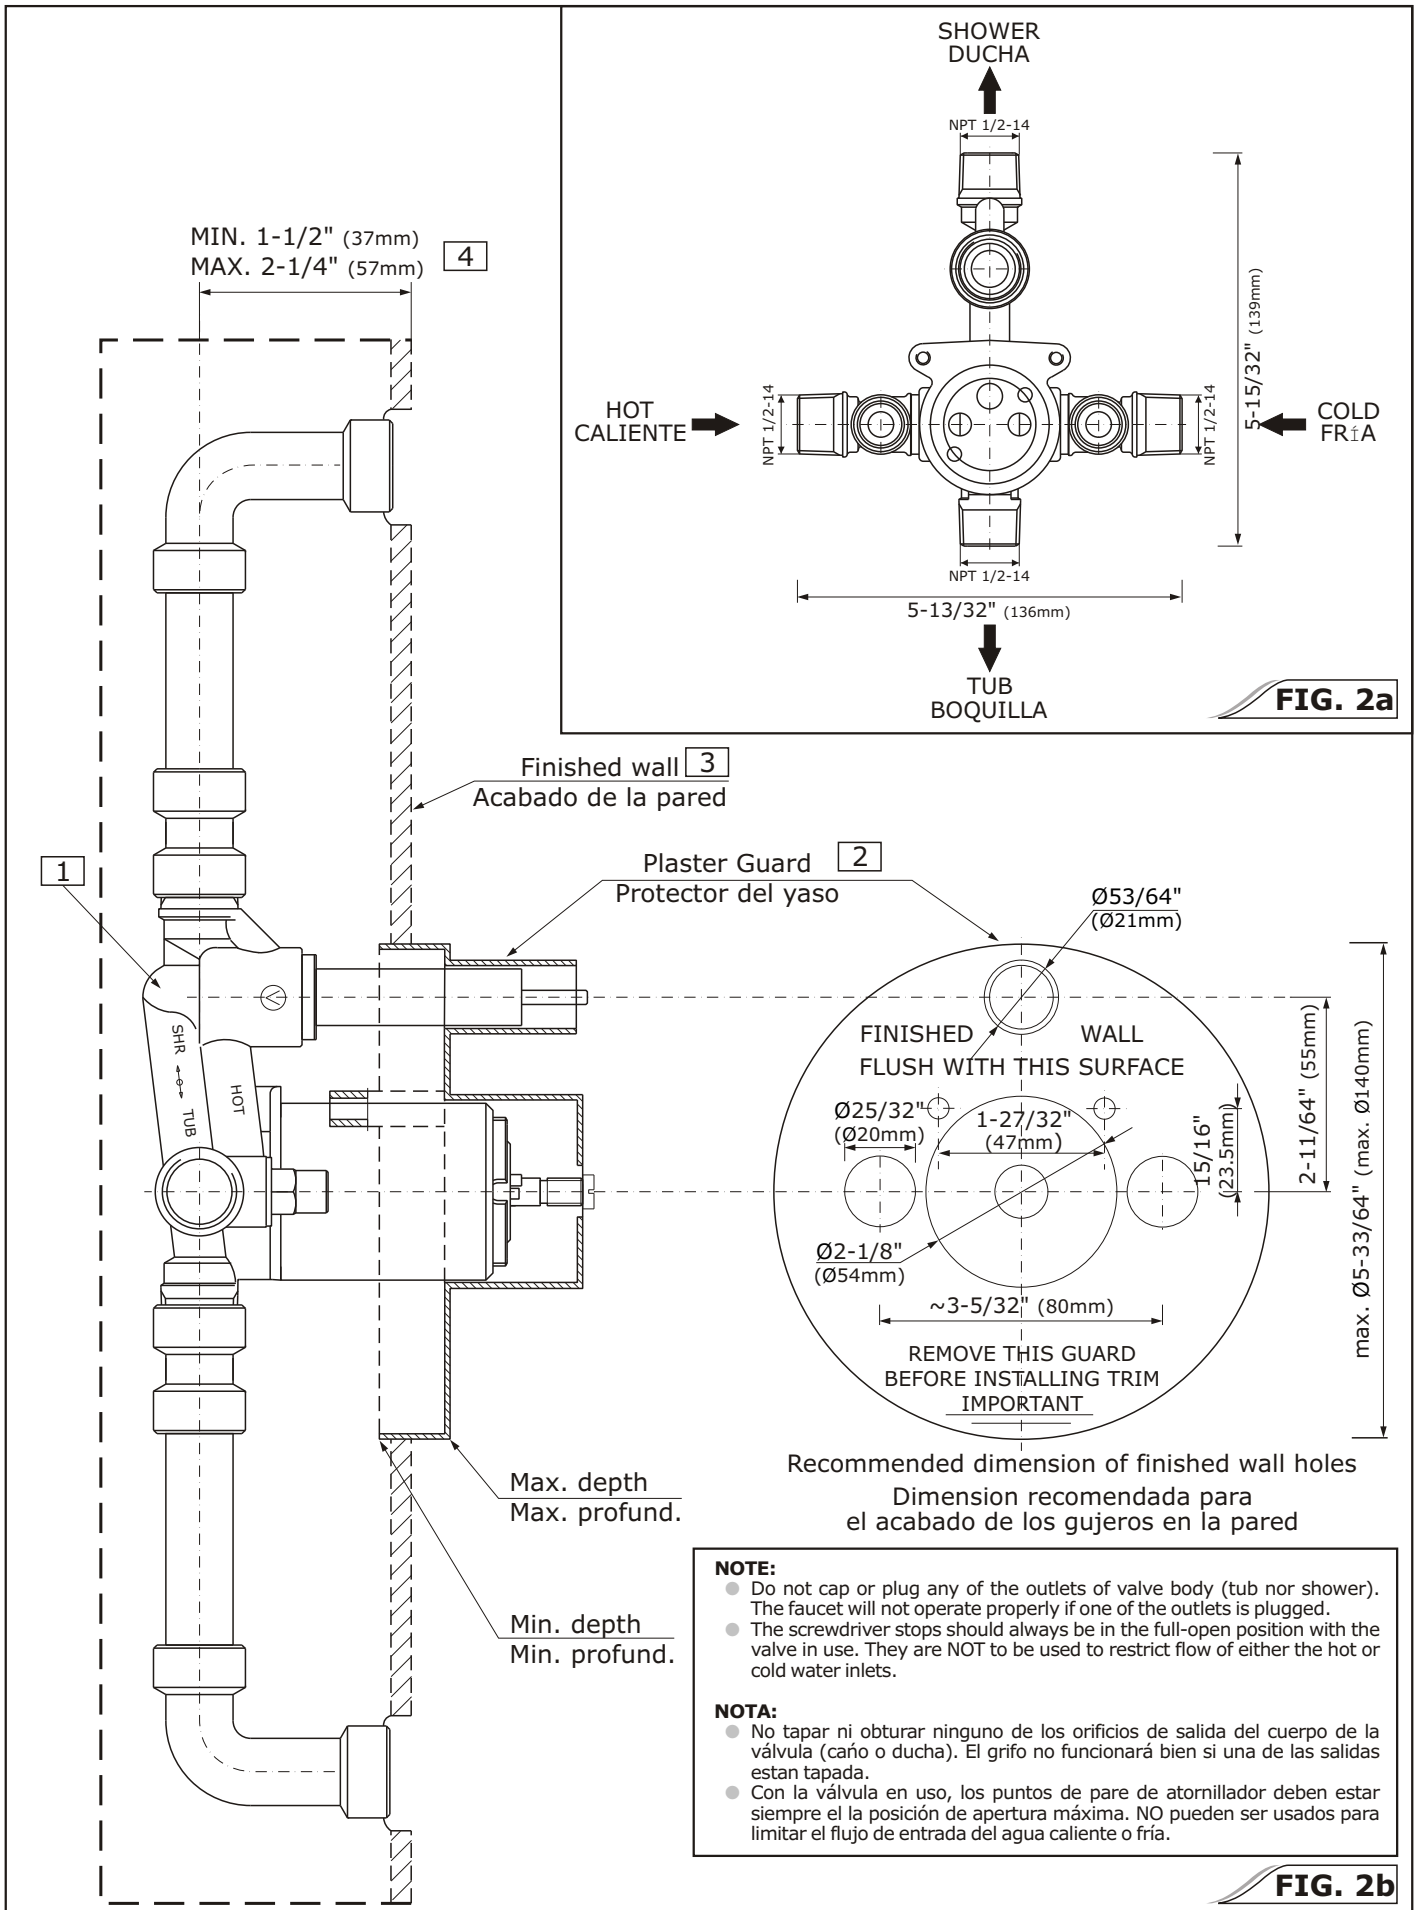 SHOWER
DUCHA
NPT 1/2-14
5-15/32" (139mm)
HOT
CALIENTE
NPT 1/2-14
NPT 1/2-14
COLD
FRíA
NPT 1/2-14
5-13/32" (136mm)
TUB
BOQUILLA
FIG. 2a
MIN. 1-1/2" (37mm)
MAX. 2-1/4" (57mm)
4
Finished wall 3
Acabado de la pared
1
Plaster Guard 2
Protector del yaso
SHR
TUB
HOT
V
Ø53/64"
(Ø21mm)
FINISHED WALL
FLUSH WITH THIS SURFACE
Ø25/32"
(Ø20mm)
1-27/32"
(47mm)
15/16"
(23.5mm)
2-11/64" (55mm)
max. Ø5-33/64" (max. Ø140mm)
Ø2-1/8"
(Ø54mm)
~3-5/32" (80mm)
REMOVE THIS GUARD
BEFORE INSTALLING TRIM
IMPORTANT
Recommended dimension of finished wall holes
Dimension recomendada para
el acabado de los gujeros en la pared
Max. depth
Max. profund.
Min. depth
Min. profund.
NOTE:
Do not cap or plug any of the outlets of valve body (tub nor shower).
The faucet will not operate properly if one of the outlets is plugged.
The screwdriver stops should always be in the full-open position with the
valve in use. They are NOT to be used to restrict flow of either the hot or
cold water inlets.
NOTA:
No tapar ni obturar ninguno de los orificios de salida del cuerpo de la
válvula (cańo o ducha). El grifo no funcionará bien si una de las salidas
estan tapada.
Con la válvula en uso, los puntos de pare de atornillador deben estar
siempre el la posición de apertura máxima. NO pueden ser usados para
limitar el flujo de entrada del agua caliente o fría.
FIG. 2b